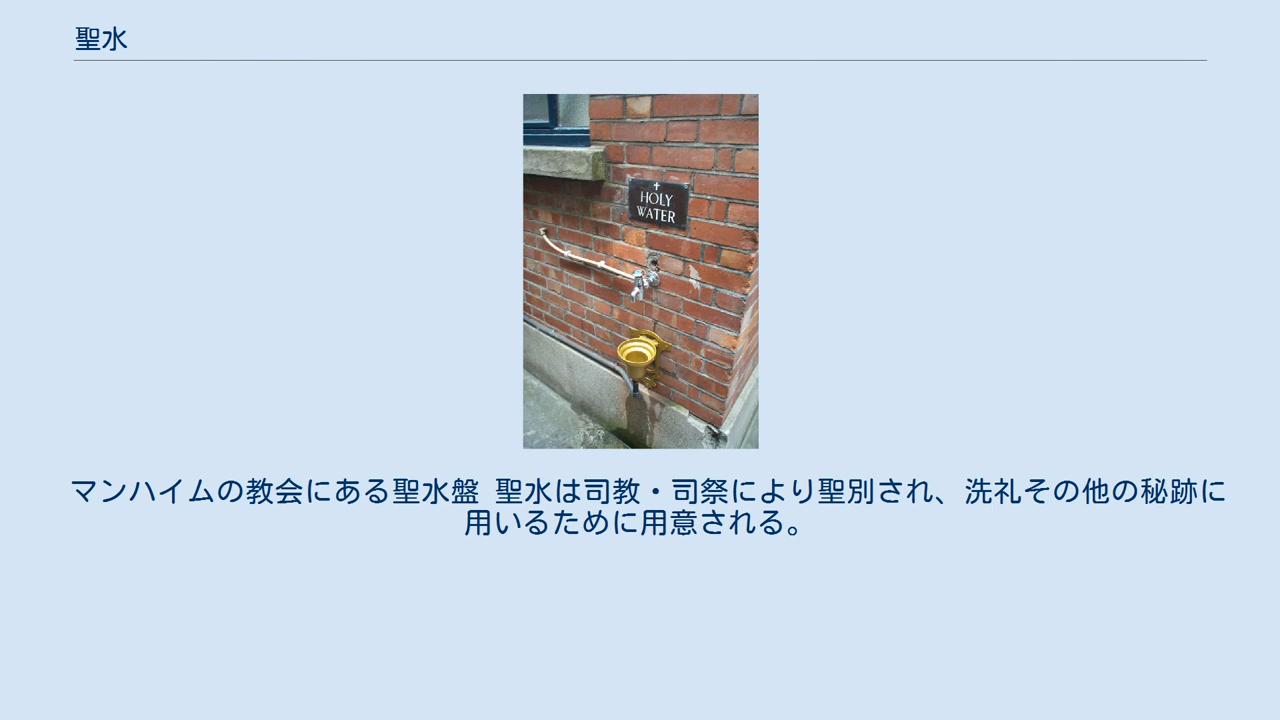 聖水
✝
HOLY
WATER
マンハイムの教会にある聖水盤 聖水は司教・司祭により聖別され、洗礼その他の秘跡に
用いるために用意される。